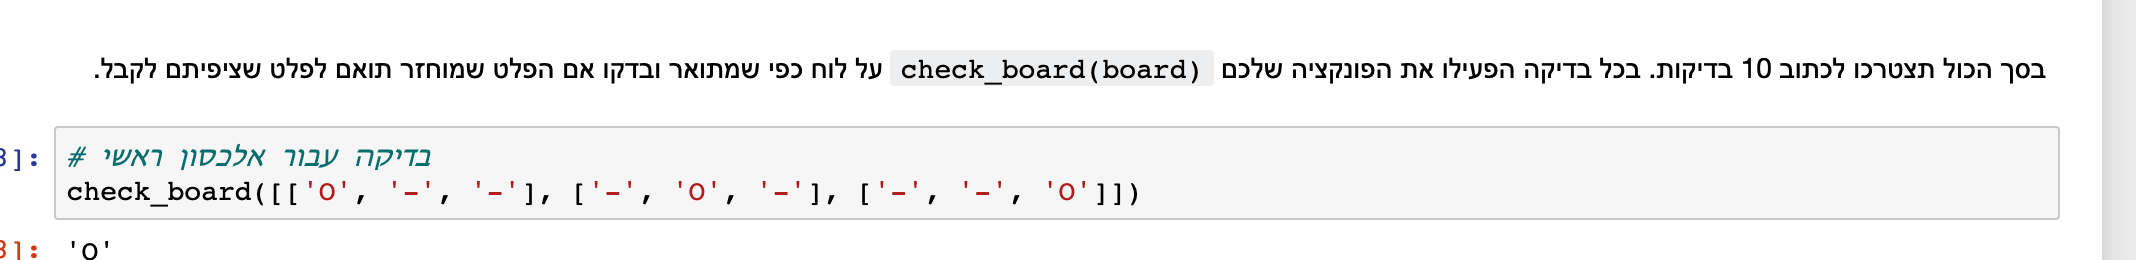 בסך הכול תצטרכו לכתוב 10 בדיקות. בכל בדיקה הפעילו את הפונקציה שלכם check_board(board) על לוח כפי שמתואר ובדקו אם הפלט שמוחזר תואם לפלט שציפיתם לקבל.
3]:
# בדיקה עבור אלכסון ראשי
check_board([['O', '-', '-'], ['-', 'O', '-'], ['-', '-', 'O']])
3]: 'O'